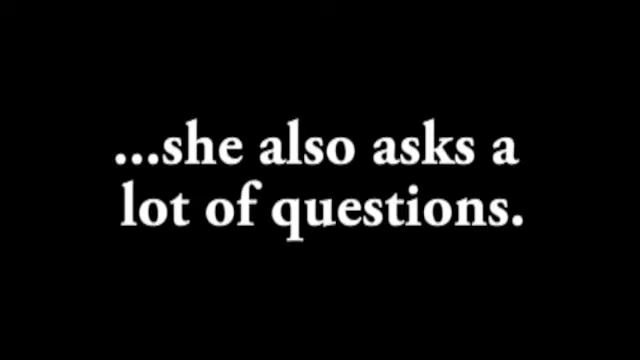 ...she also asks a
lot of questions.